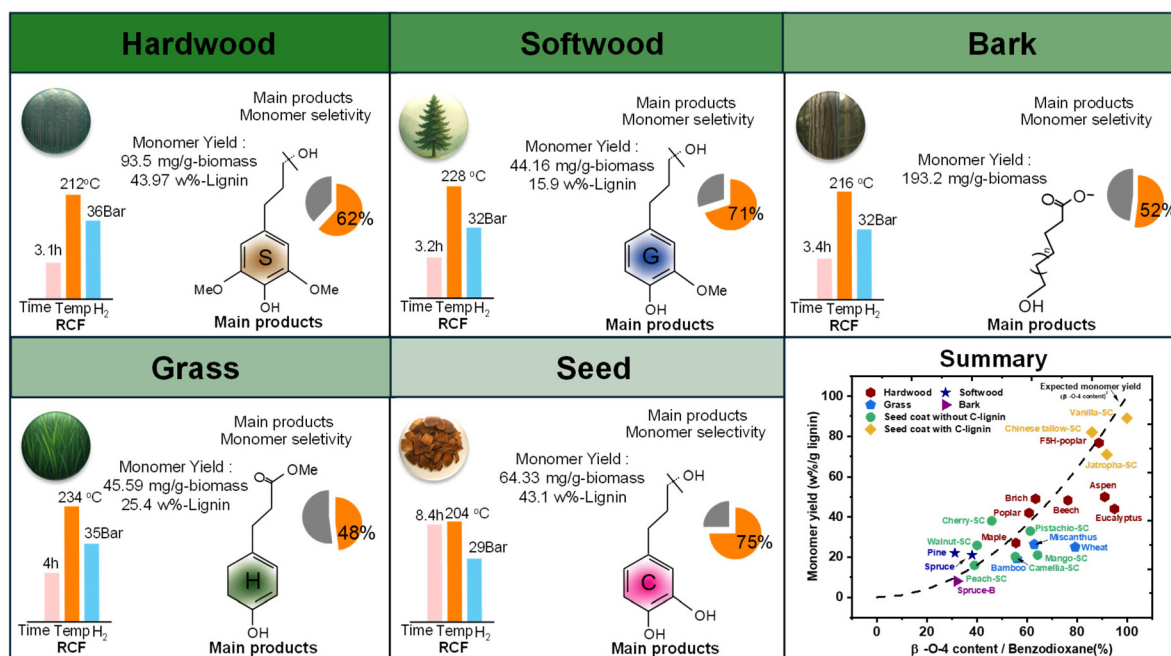 Hardwood
Main products
Monomer seletivity
Monomer Yield :
93.5 mg/g-biomass
43.97 w%-Lignin
OH
212°C
36Bar
3.1h
62%
S
MeO
OMe
OH
Time Temp H₂
RCF
Main products
Softwood
Main products
Monomer seletivity
Monomer Yield :
44.16 mg/g-biomass
15.9 w%-Lignin
OH
228 °C
32Bar
3.2h
71%
G
OMe
OH
Time Temp H₂
RCF
Main products
Bark
Main products
Monomer seletivity
Monomer Yield :
193.2 mg/g-biomass
216 °C
32Bar
3.4h
O
O⁻
n
OH
52%
Time Temp H₂
RCF
Main products
Grass
Main products
Monomer seletivity
Monomer Yield :
45.59 mg/g-biomass
25.4 w%-Lignin
OMe
O
234 °C
35Bar
4h
48%
H
OH
Time Temp H₂
RCF
Main products
Seed
Main products
Monomer selectivity
Monomer Yield :
64.33 mg/g-biomass
43.1 w%-Lignin
OH
8.4h
204 °C
29Bar
75%
C
OH
OH
Time Temp H₂
RCF
Main products
Summary
Hardwood
Softwood
Grass
Bark
Seed coat without C-lignin
Seed coat with C-lignin
Expected monomer yield
(β -O-4 content)²
Vanilla-SC
Chinese tallow-SC
F5H-poplar
Jatropha-SC
Aspen
Brich
Beech
Poplar
Eucalyptus
Cherry-SC
Pistachio-SC
Walnut-SC
Maple
Miscanthus
Pine
Wheat
Spruce
Mango-SC
Bamboo
Camellia-SC
Peach-SC
Spruce-B
Monomer yield (w%/g lignin)
100
80
60
40
20
0
0 20 40 60 80 100
β -O-4 content / Benzodioxane(%)